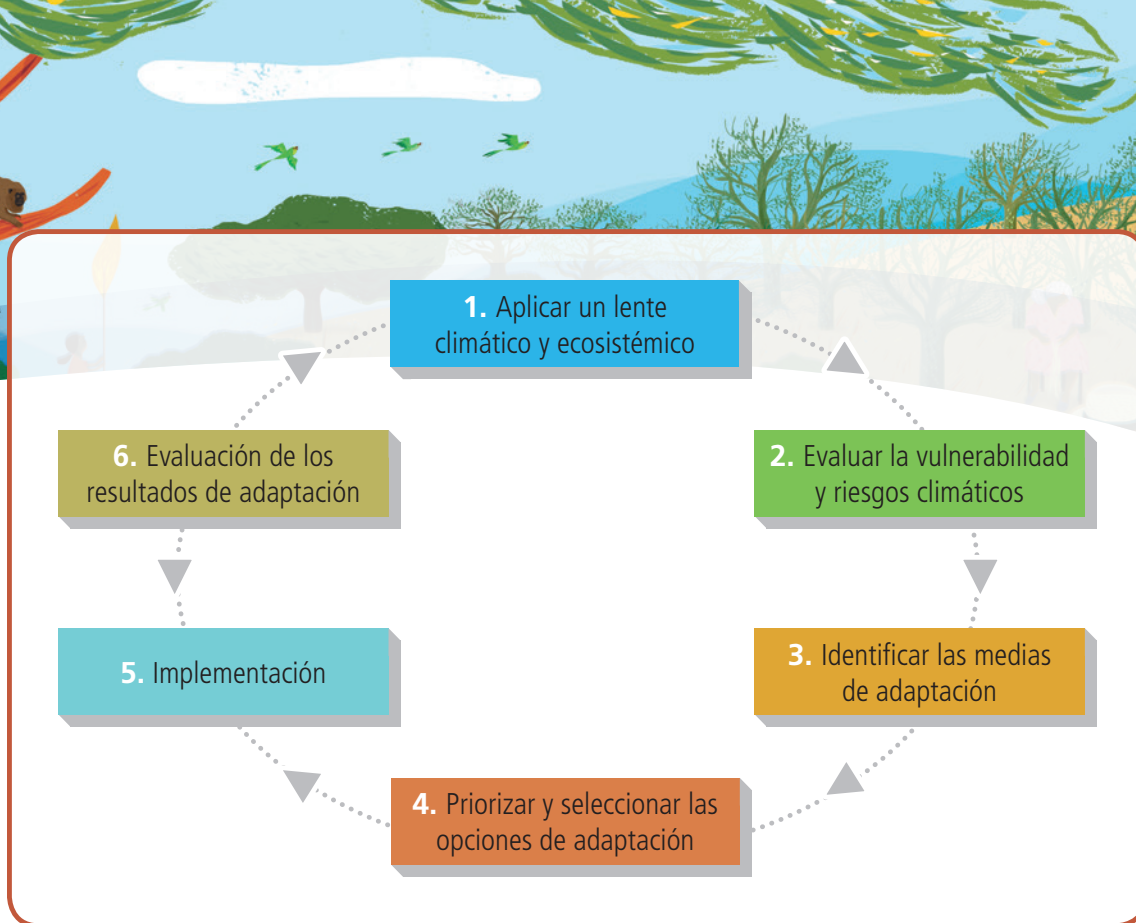 1. Aplicar un lente
climático y ecosistémico
2. Evaluar la vulnerabilidad
y riesgos climáticos
3. Identificar las medias
de adaptación
4. Priorizar y seleccionar las
opciones de adaptación
5. Implementación
6. Evaluación de los
resultados de adaptación